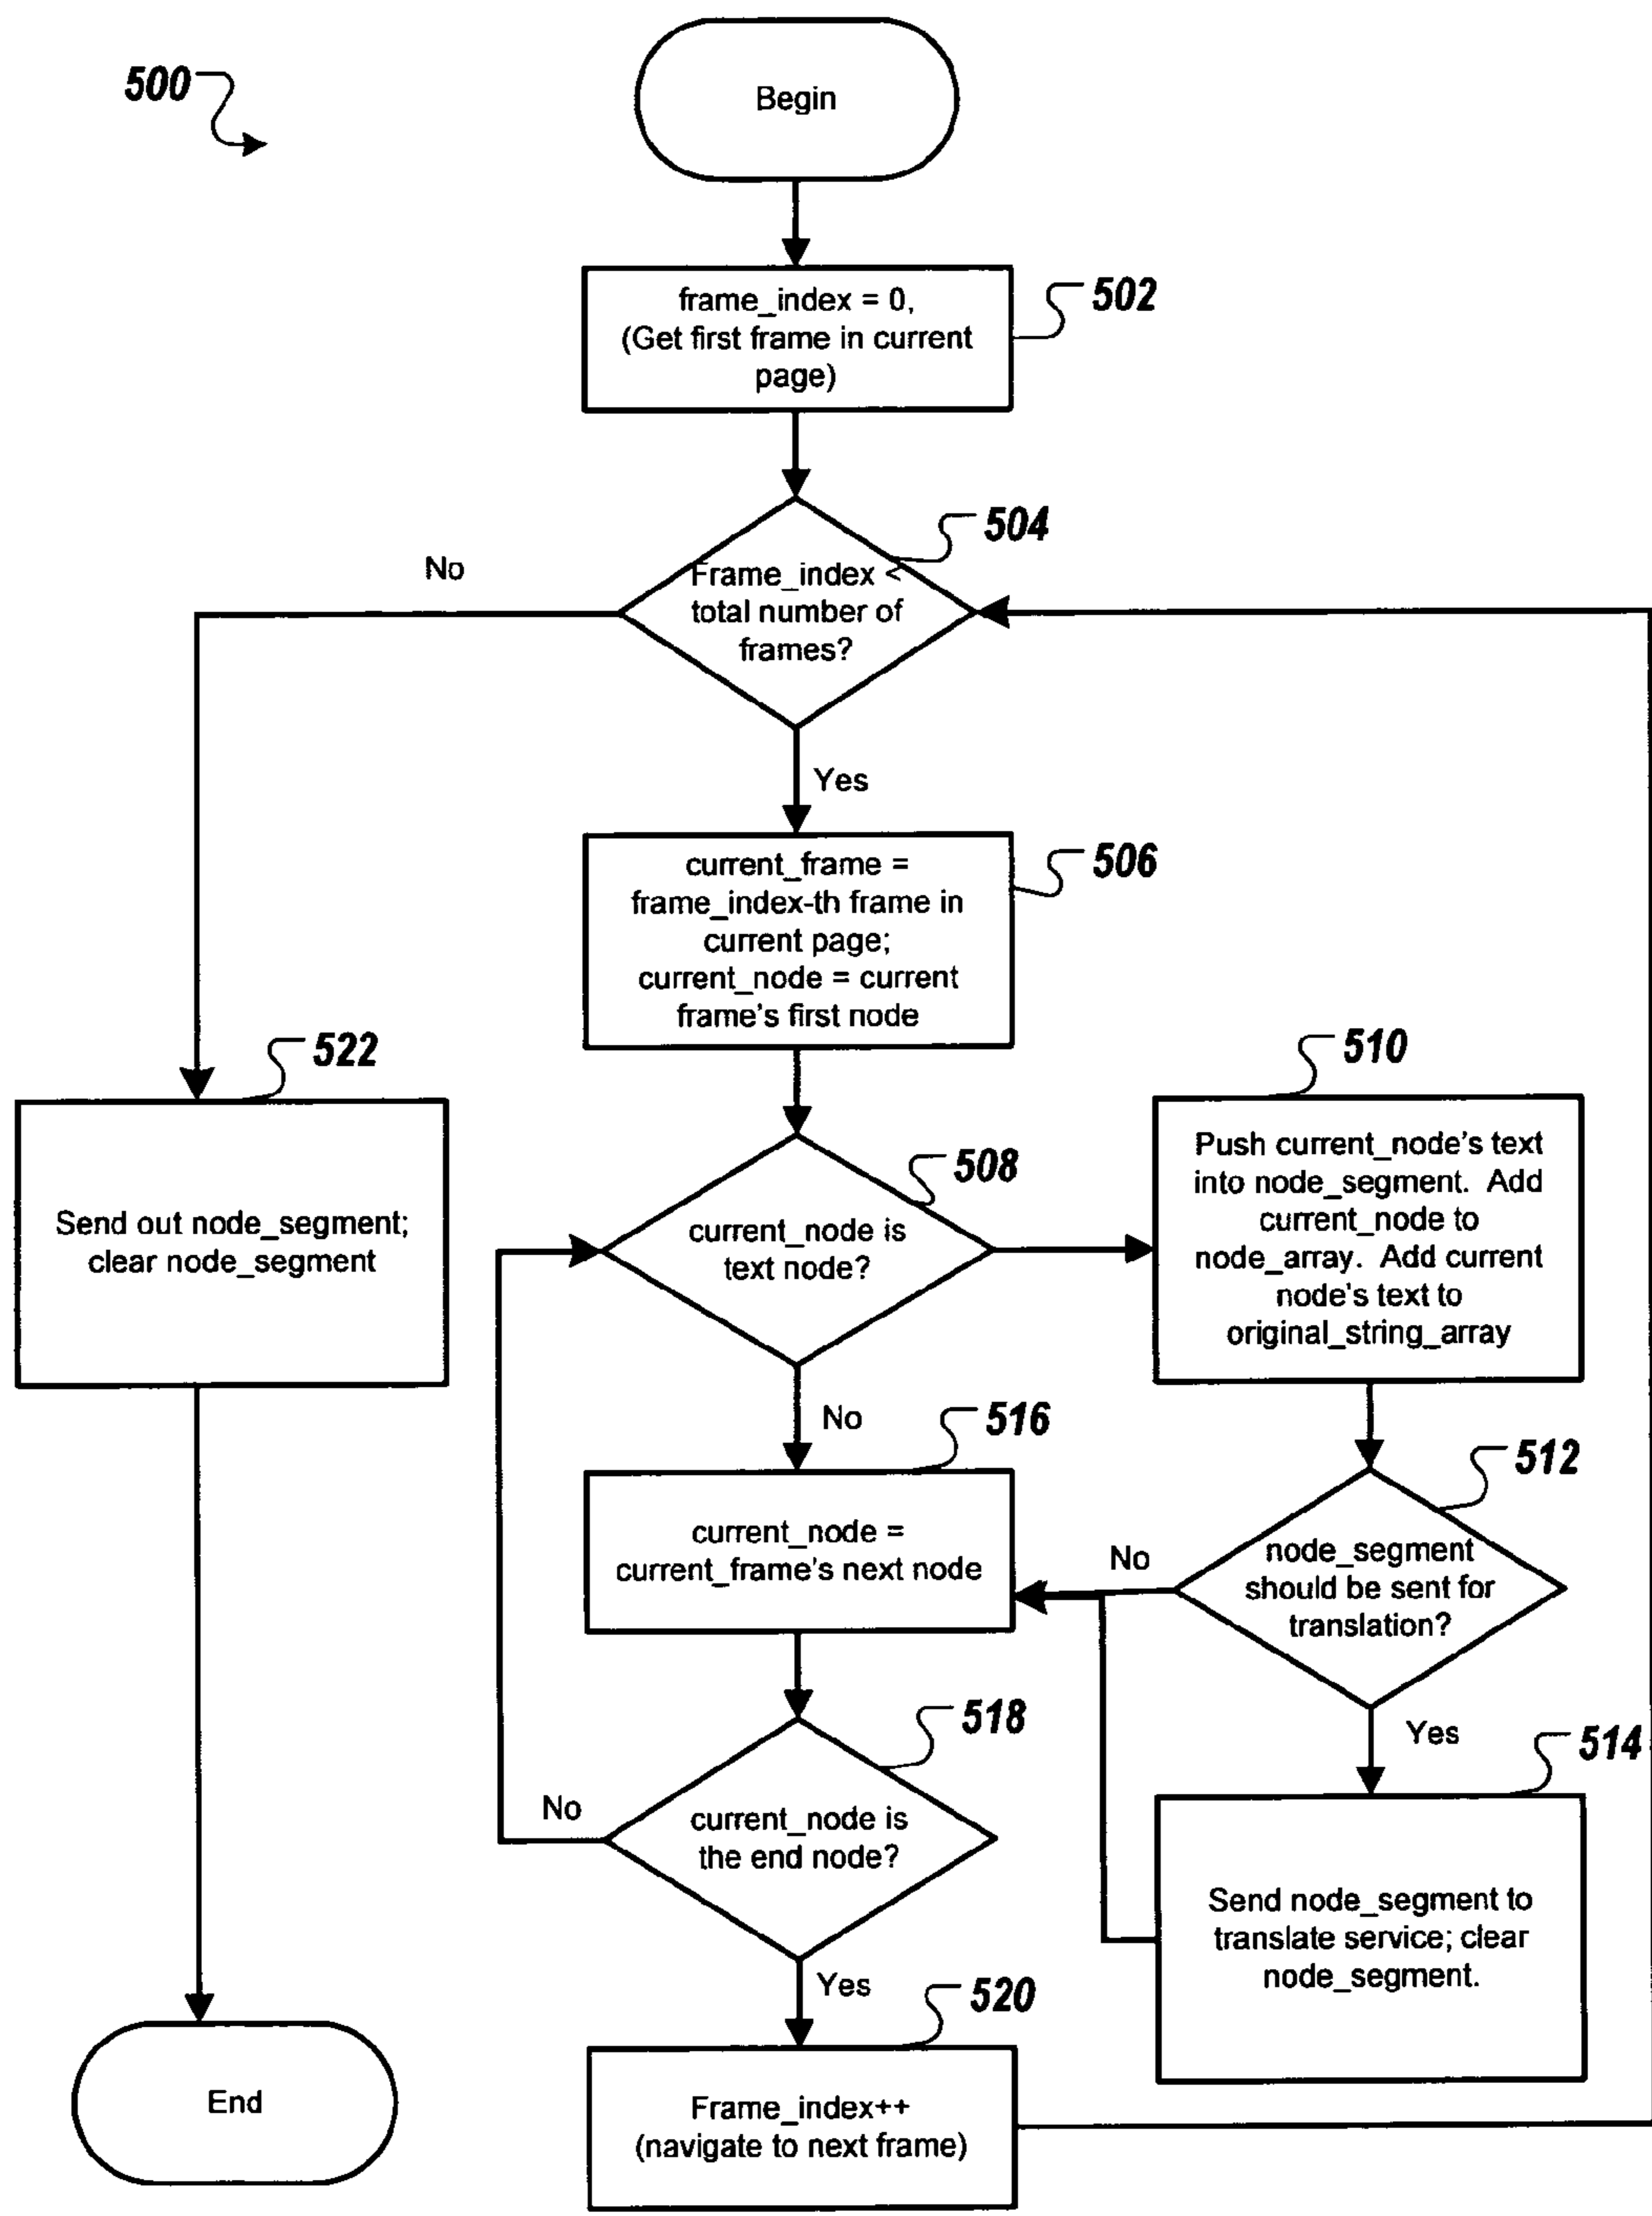 500
Begin
frame_index = 0,
(Get first frame in current
page)
502
504
No
Frame_index <
total number of
frames?
Yes
current_frame =
frame_index-th frame in
current page;
current_node = current
frame's first node
506
522
Send out node_segment;
clear node_segment
508
current_node is
text node?
510
Push current_node's text
into node_segment. Add
current_node to
node_array. Add current
node's text to
original_string_array
No
516
current_node =
current_frame's next node
512
No
node_segment
should be sent for
translation?
Yes
514
518
No
current_node is
the end node?
Send node_segment to
translate service; clear
node_segment.
Yes
520
Frame_index++
(navigate to next frame)
End